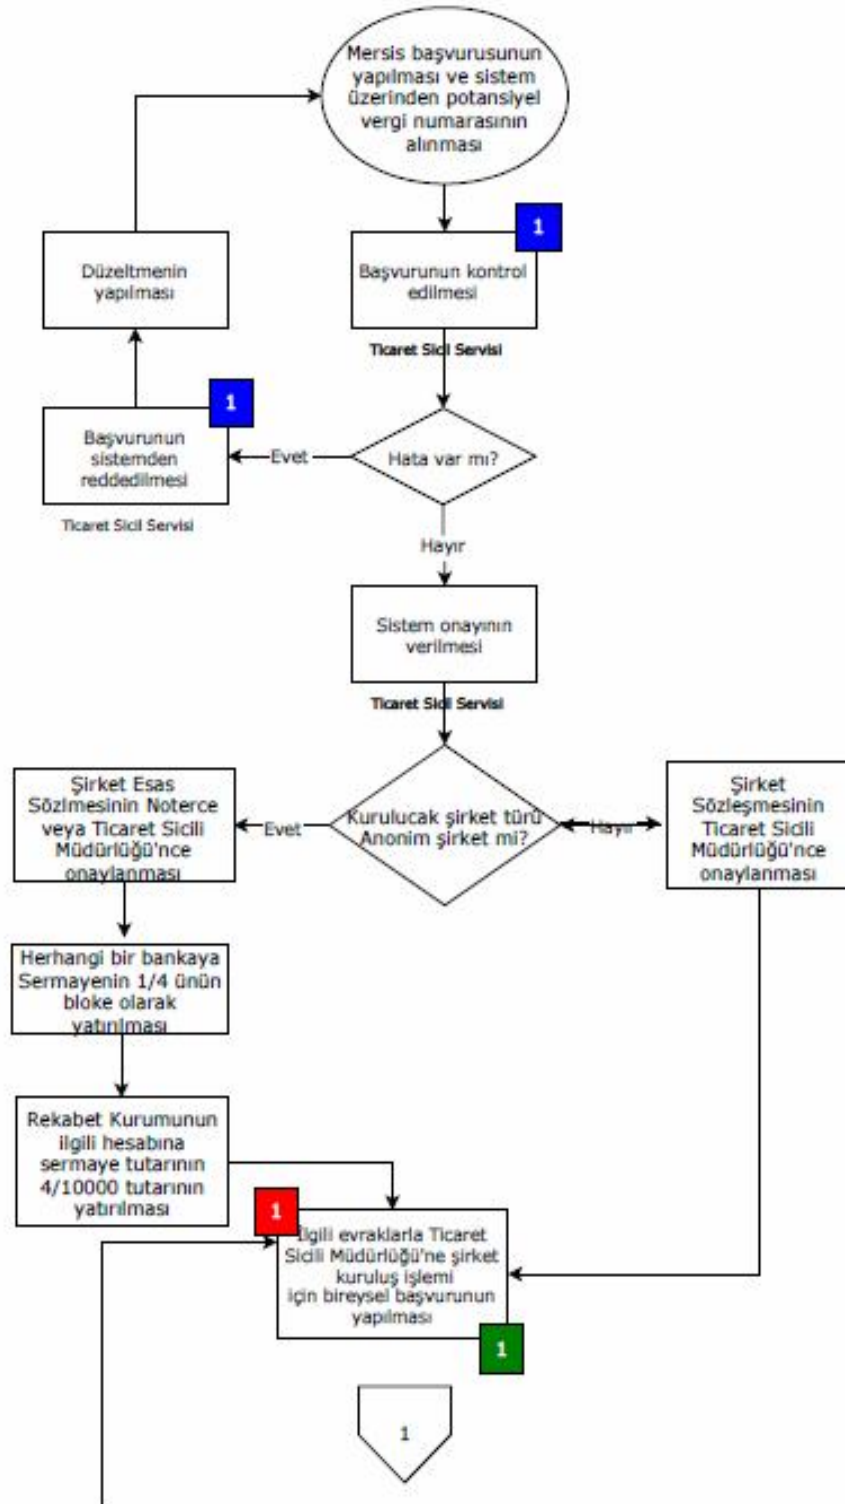 Mersis başvurusunun
yapılması ve sistem
üzerinden potansiyel
vergi numarasının
alınması
1
Düzeltmenin
yapılması
Başvurunun kontrol
edilmesi
Ticaret Sicil Servisi
1
Başvurunun
sistemden
reddedilmesi
Evet
Hata var mı?
Ticaret Sicil Servisi
Hayır
Sistem onayının
verilmesi
Ticaret Sicil Servisi
Şirket Esas
Sözlmesinin Noterce
veya Ticaret Sicili
Müdürlüğü'nce
onaylanması
Evet
Kurulucak şirket türü
Anonim şirket mi?
Hayır
Şirket
Sözleşmesinin
Ticaret Sicili
Müdürlüğü'nce
onaylanması
Herhangi bir bankaya
Sermayenin 1/4 ünün
bloke olarak
yatırılması
Rekabet Kurumunun
ilgili hesabına
sermaye tutarının
4/10000 tutarının
yatırılması
1
İlgili evraklarla Ticaret
Sicili Müdürlüğü'ne şirket
kuruluş işlemi
için bireysel başvurunun
yapılması
1
1